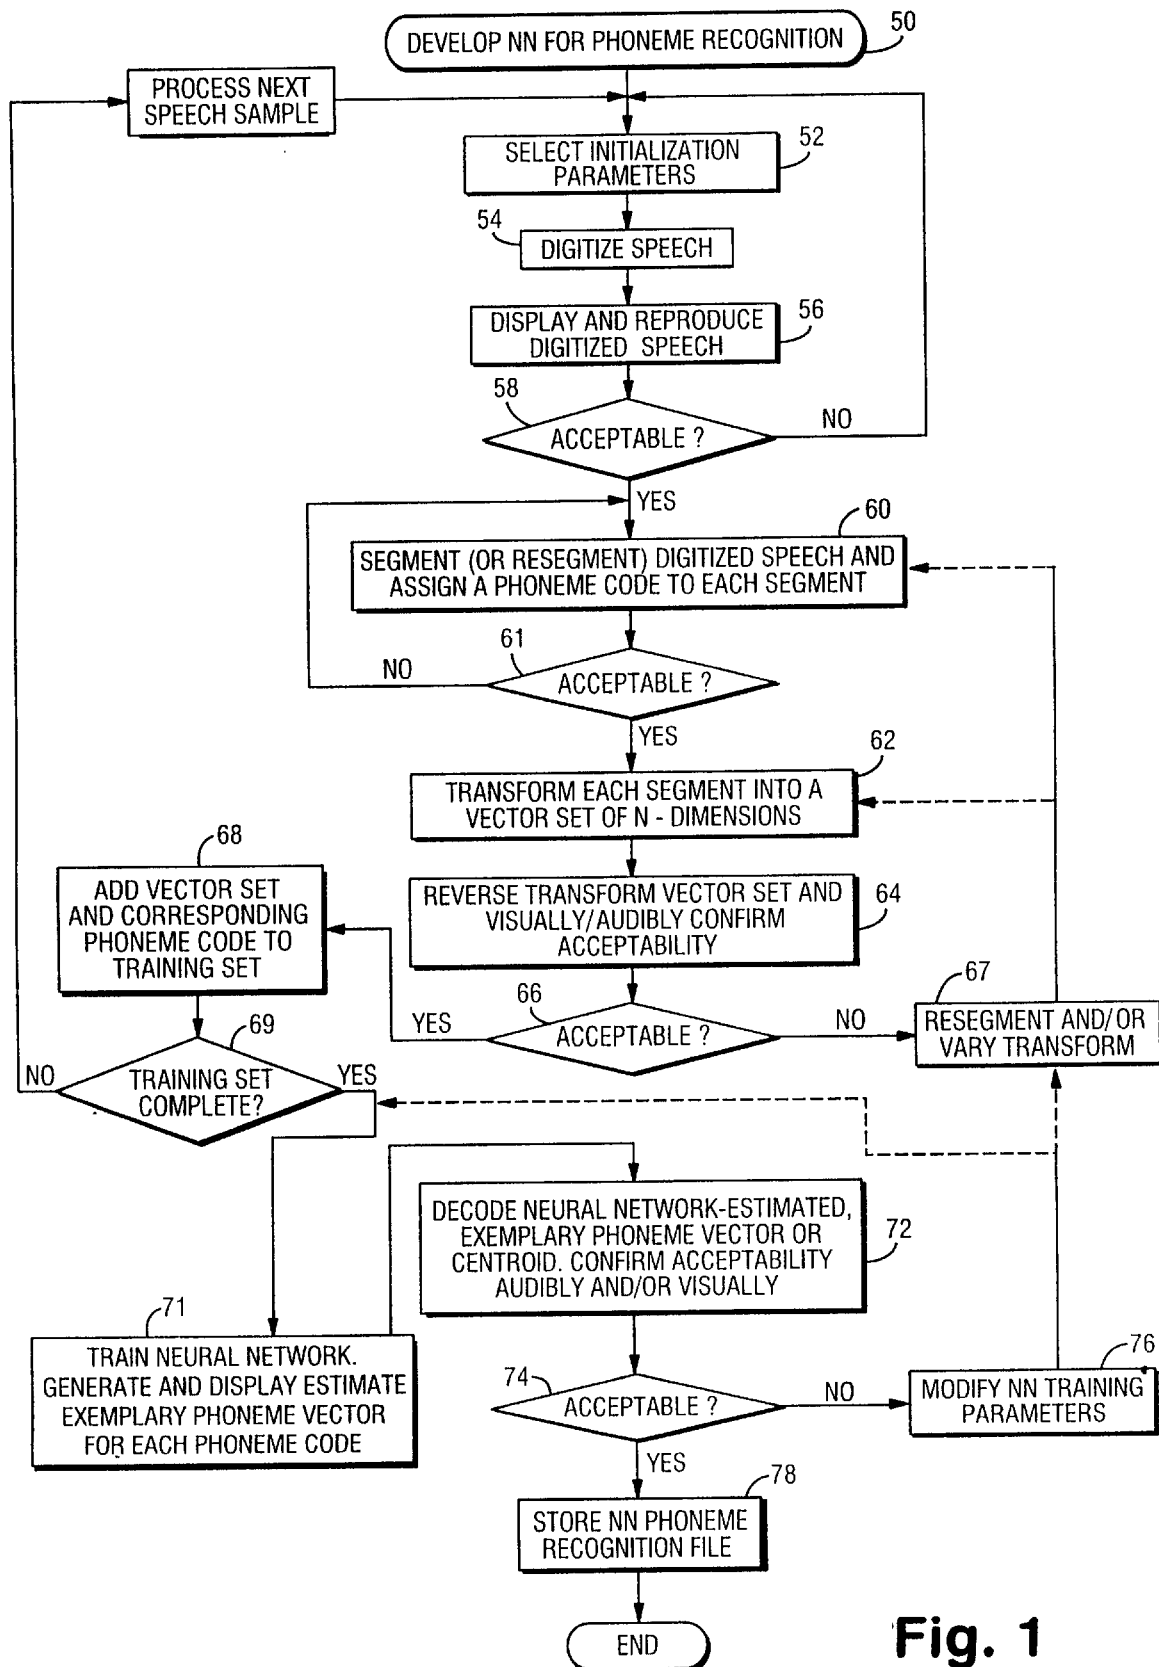 DEVELOP NN FOR PHONEME RECOGNITION
50
PROCESS NEXT
SPEECH SAMPLE
SELECT INITIALIZATION
PARAMETERS
52
54
DIGITIZE SPEECH
DISPLAY AND REPRODUCE
DIGITIZED SPEECH
56
58
ACCEPTABLE ?
NO
YES
60
SEGMENT (OR RESEGMENT) DIGITIZED SPEECH AND
ASSIGN A PHONEME CODE TO EACH SEGMENT
61
NO
ACCEPTABLE ?
YES
62
TRANSFORM EACH SEGMENT INTO A
VECTOR SET OF N - DIMENSIONS
68
ADD VECTOR SET
AND CORRESPONDING
PHONEME CODE TO
TRAINING SET
REVERSE TRANSFORM VECTOR SET AND
VISUALLY/AUDIBLY CONFIRM
ACCEPTABILITY
64
66
YES
ACCEPTABLE ?
NO
67
RESEGMENT AND/OR
VARY TRANSFORM
69
NO
TRAINING SET
COMPLETE?
YES
DECODE NEURAL NETWORK-ESTIMATED,
EXEMPLARY PHONEME VECTOR OR
CENTROID. CONFIRM ACCEPTABILITY
AUDIBLY AND/OR VISUALLY
72
71
TRAIN NEURAL NETWORK.
GENERATE AND DISPLAY ESTIMATE
EXEMPLARY PHONEME VECTOR
FOR EACH PHONEME CODE
74
ACCEPTABLE ?
NO
76
MODIFY NN TRAINING
PARAMETERS
YES
78
STORE NN PHONEME
RECOGNITION FILE
END
Fig. 1